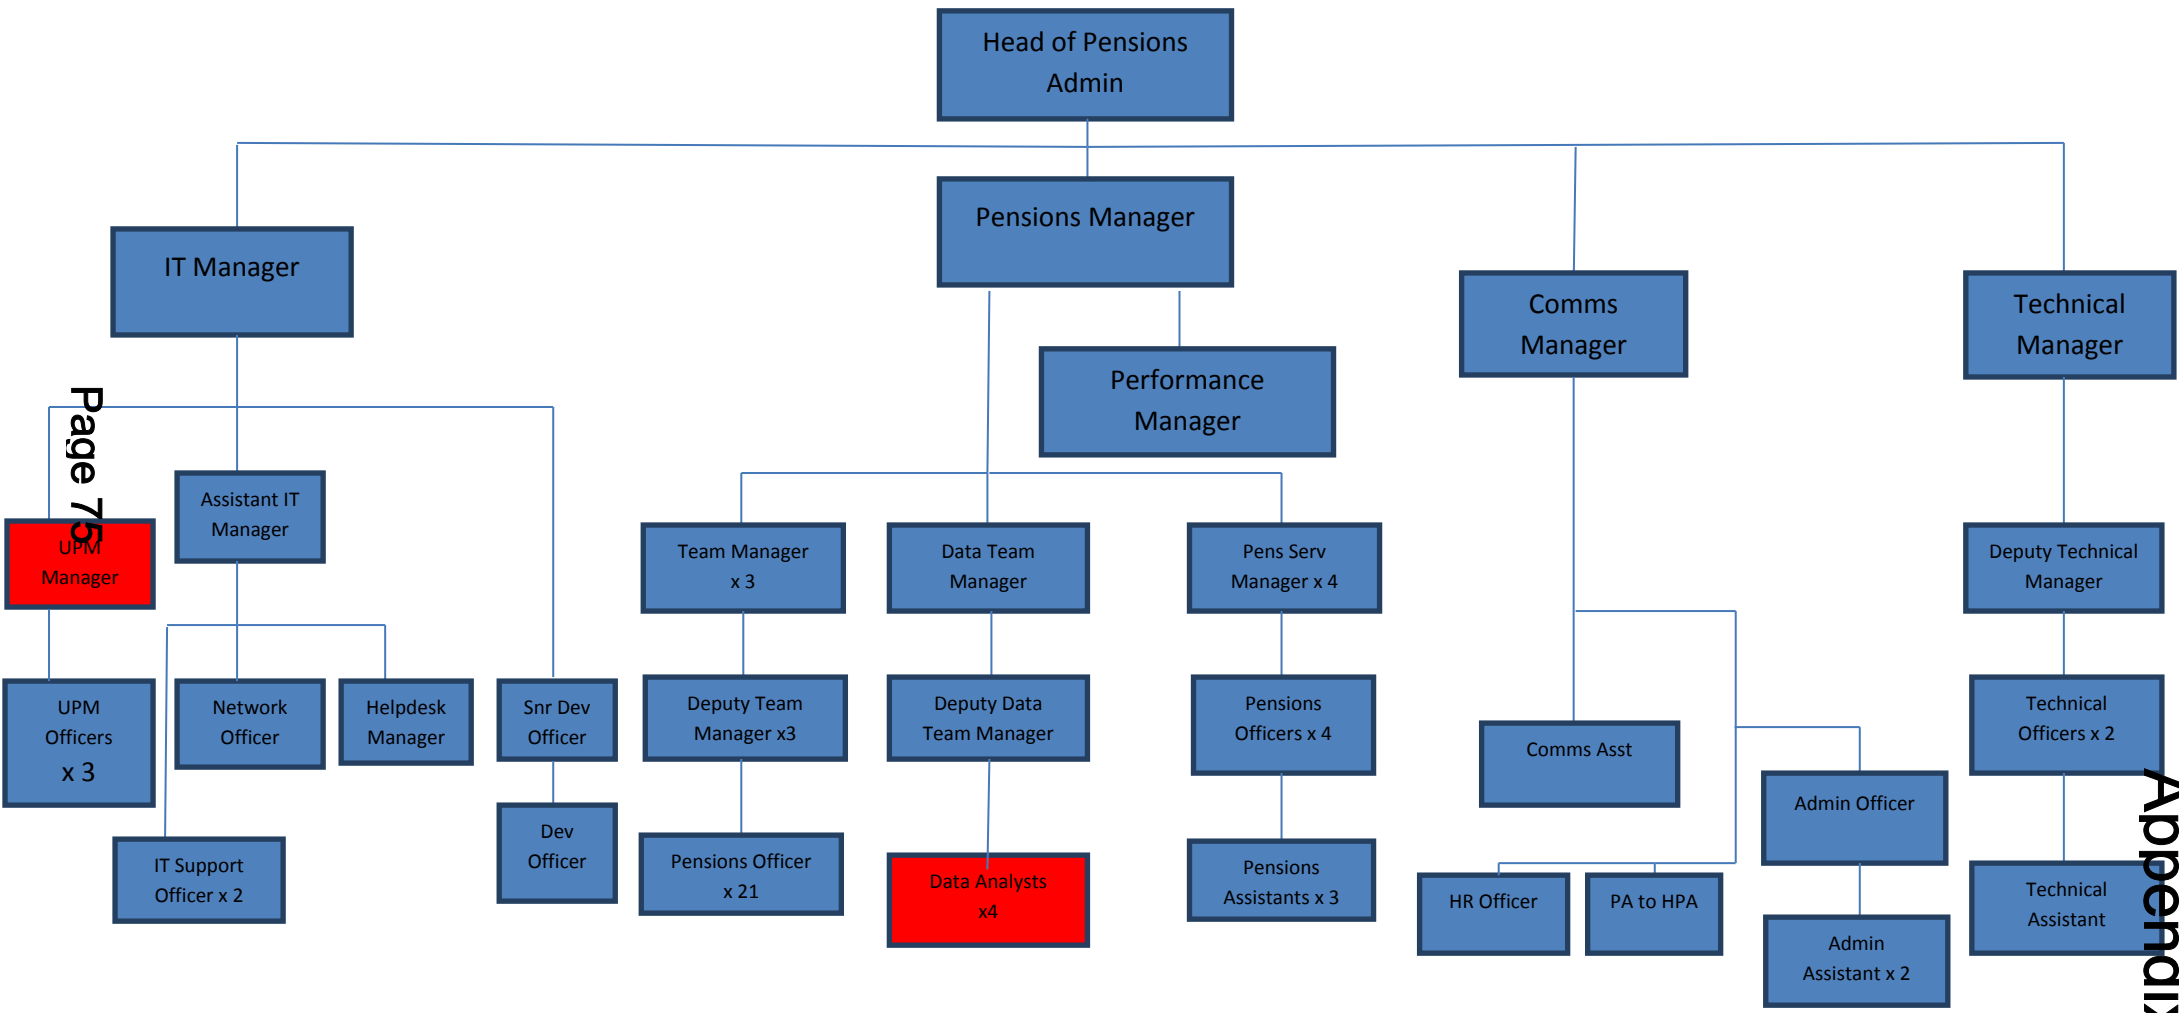 Head of Pensions
Admin
Pensions Manager
IT Manager
Comms
Manager
Technical
Manager
Performance
Manager
Page 75
Assistant IT
Manager
UPM
Manager
Team Manager
x 3
Data Team
Manager
Pens Serv
Manager x 4
Deputy Technical
Manager
UPM
Officers
x 3
Network
Officer
Helpdesk
Manager
Snr Dev
Officer
Deputy Team
Manager x3
Deputy Data
Team Manager
Pensions
Officers x 4
Comms Asst
Technical
Officers x 2
Admin Officer
Appendix
IT Support
Officer x 2
Dev
Officer
Pensions Officer
x 21
Data Analysts
x4
Pensions
Assistants x 3
HR Officer
PA to HPA
Admin
Assistant x 2
Technical
Assistant